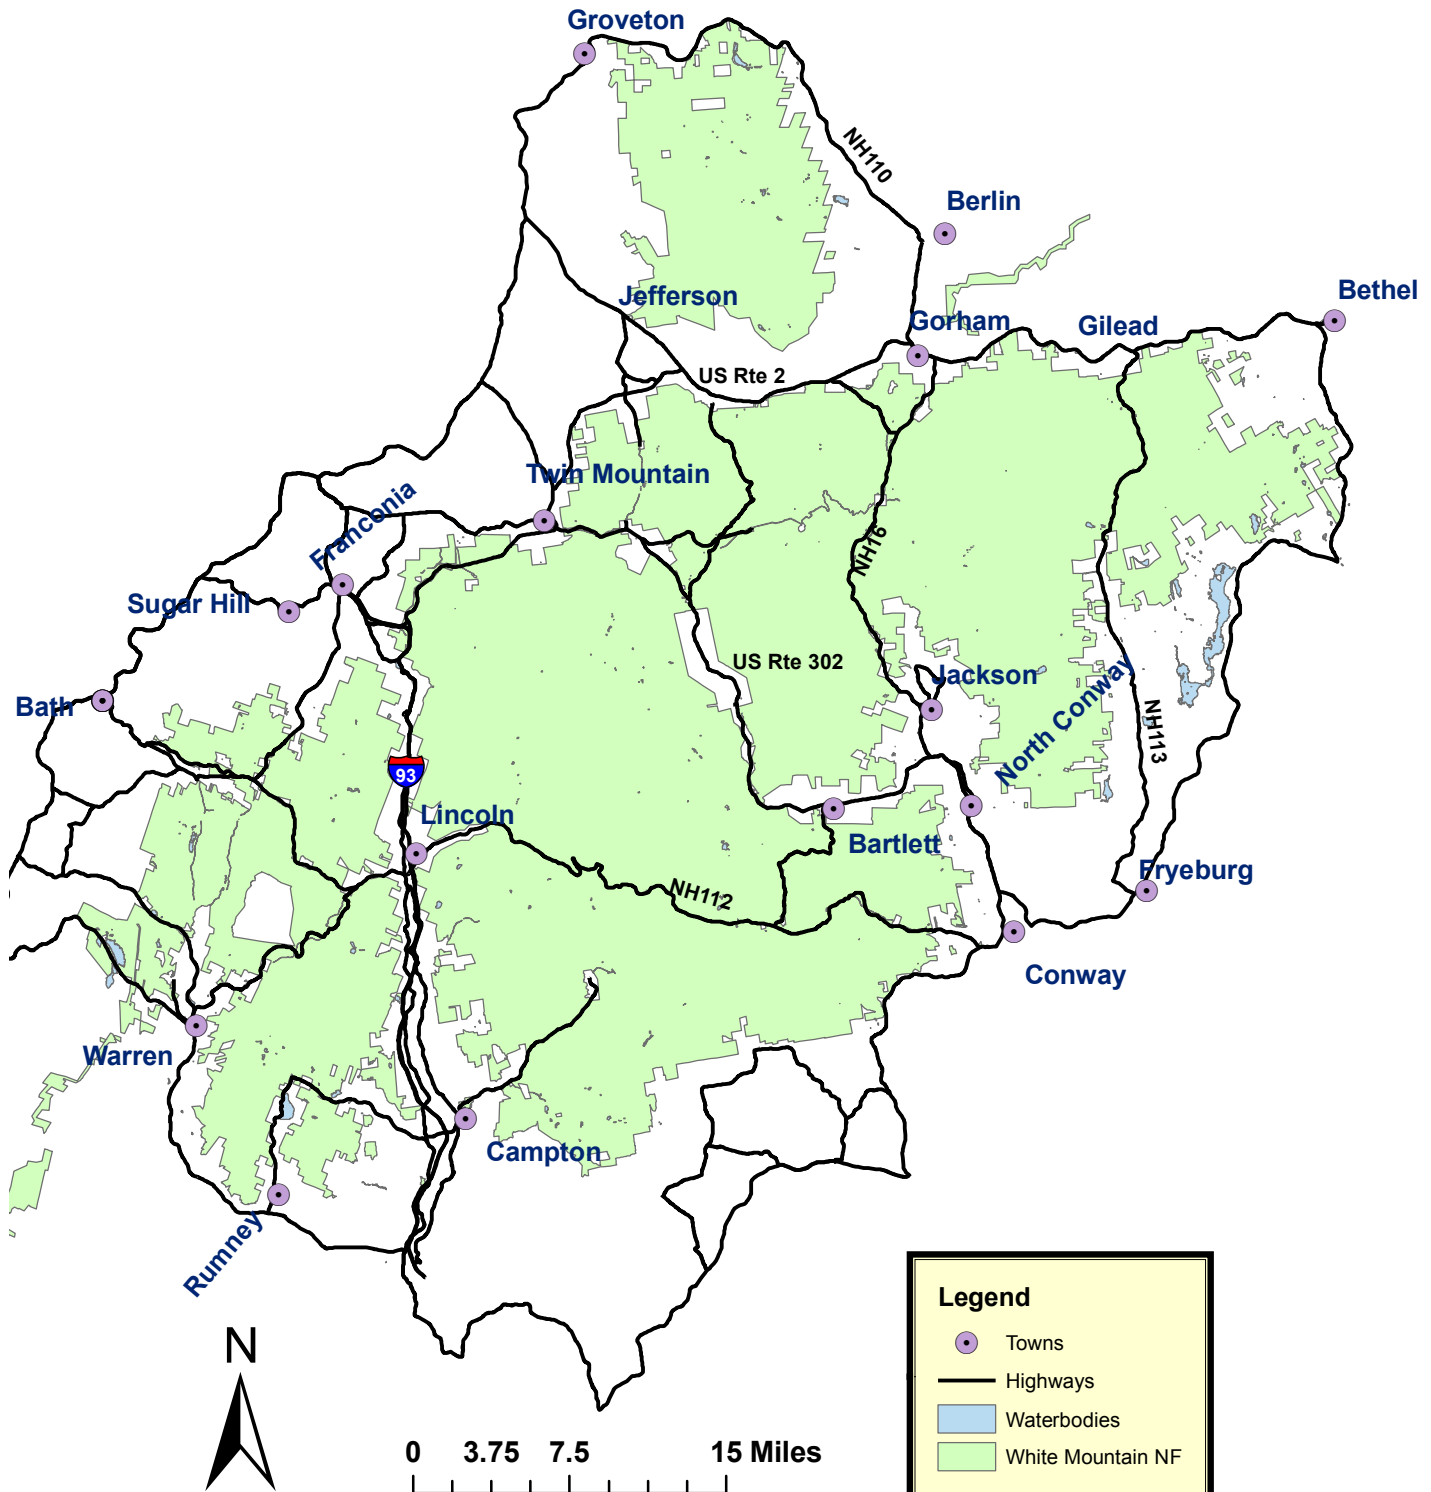 Groveton
NH110
Berlin
Bethel
Jefferson
Gorham
Gilead
US Rte 2
Twin Mountain
Franconia
NH16
Sugar Hill
US Rte 302
Jackson
Bath
North Conway
NH113
93
Lincoln
Bartlett
Fryeburg
NH112
Conway
Warren
Campton
Rumney
Legend
Towns
Highways
Waterbodies
White Mountain NF
N
0 3.75 7.5 15 Miles